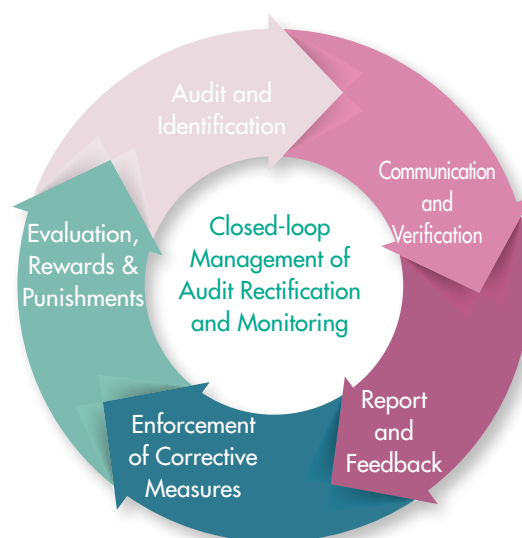 Audit and
Identification
Communication
and
Verification
Report
and
Feedback
Enforcement
of Corrective
Measures
Evaluation,
Rewards &
Punishments
Closed-loop
Management of
Audit Rectification
and Monitoring